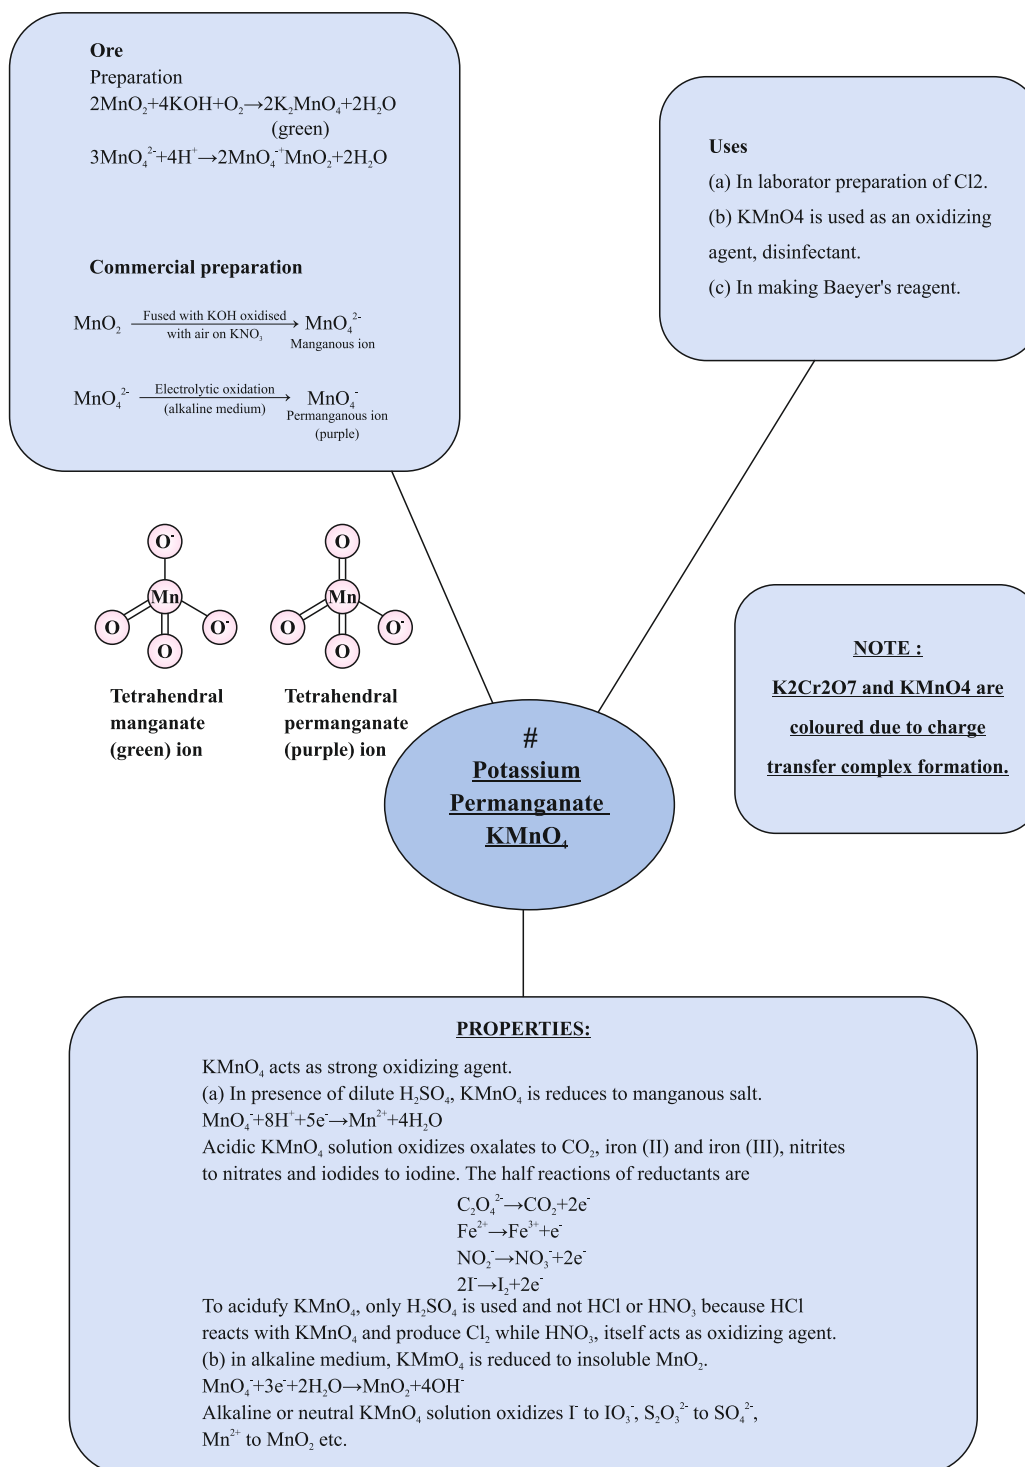 Ore
Preparation
2MnO₂+4KOH+O₂→2K₂MnO₄+2H₂O
(green)
3MnO₄²⁻+4H⁺→2MnO₄⁻⁺MnO₂+2H₂O
Commercial preparation
MnO₂ Fused with KOH oxidised with air on KNO₃ → MnO₄²⁻
Manganous ion
MnO₄²⁻ Electrolytic oxidation (alkaline medium) → MnO₄⁻
Permanganous ion
(purple)
Uses
(a) In laborator preparation of Cl2.
(b) KMnO4 is used as an oxidizing
agent, disinfectant.
(c) In making Baeyer's reagent.
O⁻
Mn
O
O⁻
O
O
Mn
O
O⁻
O
Tetrahendral
manganate
(green) ion
Tetrahendral
permanganate
(purple) ion
NOTE :
K2Cr2O7 and KMnO4 are
coloured due to charge
transfer complex formation.
#
Potassium
Permanganate
KMnO₄
PROPERTIES:
KMnO₄ acts as strong oxidizing agent.
(a) In presence of dilute H₂SO₄, KMnO₄ is reduces to manganous salt.
MnO₄⁻+8H⁺+5e⁻→Mn²⁺+4H₂O
Acidic KMnO₄ solution oxidizes oxalates to CO₂, iron (II) and iron (III), nitrites
to nitrates and iodides to iodine. The half reactions of reductants are
C₂O₄²⁻→CO₂+2e⁻
Fe²⁺→Fe³⁺+e⁻
NO₂⁻→NO₃⁻+2e⁻
2I⁻→I₂+2e⁻
To acidufy KMnO₄, only H₂SO₄ is used and not HCl or HNO₃ because HCl
reacts with KMnO₄ and produce Cl₂ while HNO₃, itself acts as oxidizing agent.
(b) in alkaline medium, KMmO₄ is reduced to insoluble MnO₂.
MnO₄⁻+3e⁻+2H₂O→MnO₂+4OH⁻
Alkaline or neutral KMnO₄ solution oxidizes I⁻ to IO₃⁻, S₂O₃²⁻ to SO₄²⁻,
Mn²⁺ to MnO₂ etc.